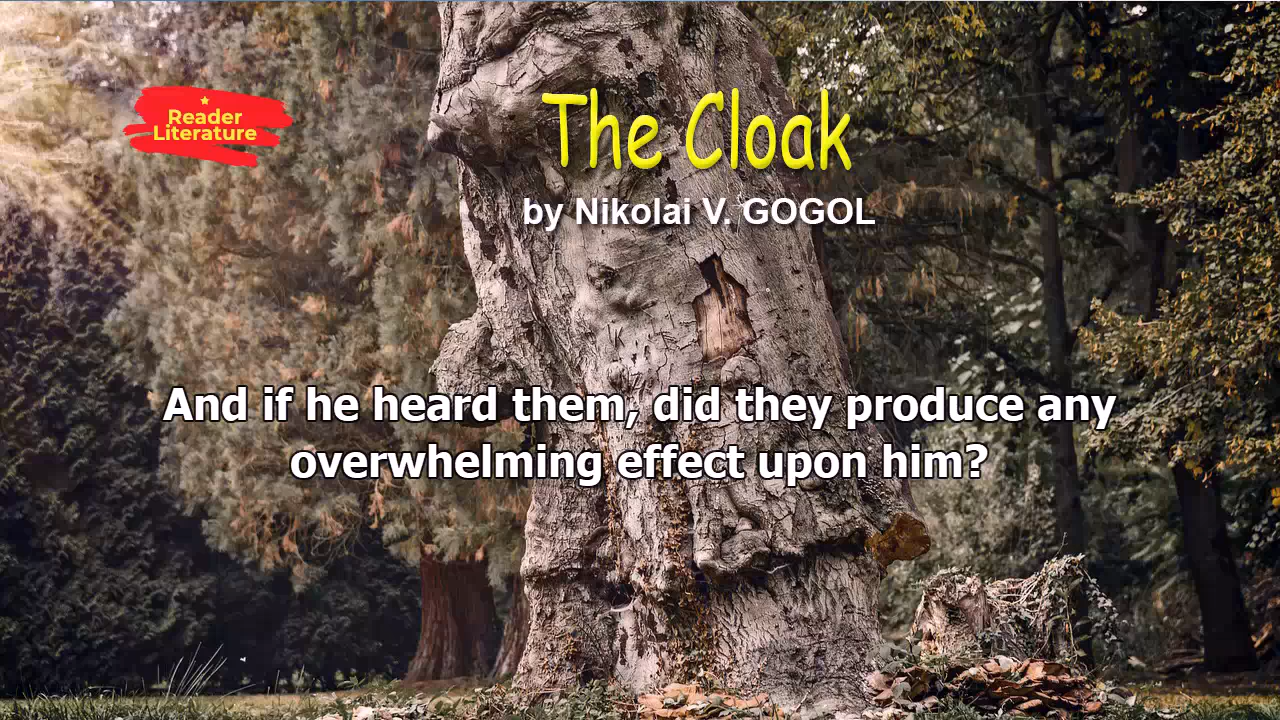 Reader
Literature
The Cloak
by Nikolai V. GOGOL
And if he heard them, did they produce any
overwhelming effect upon him?